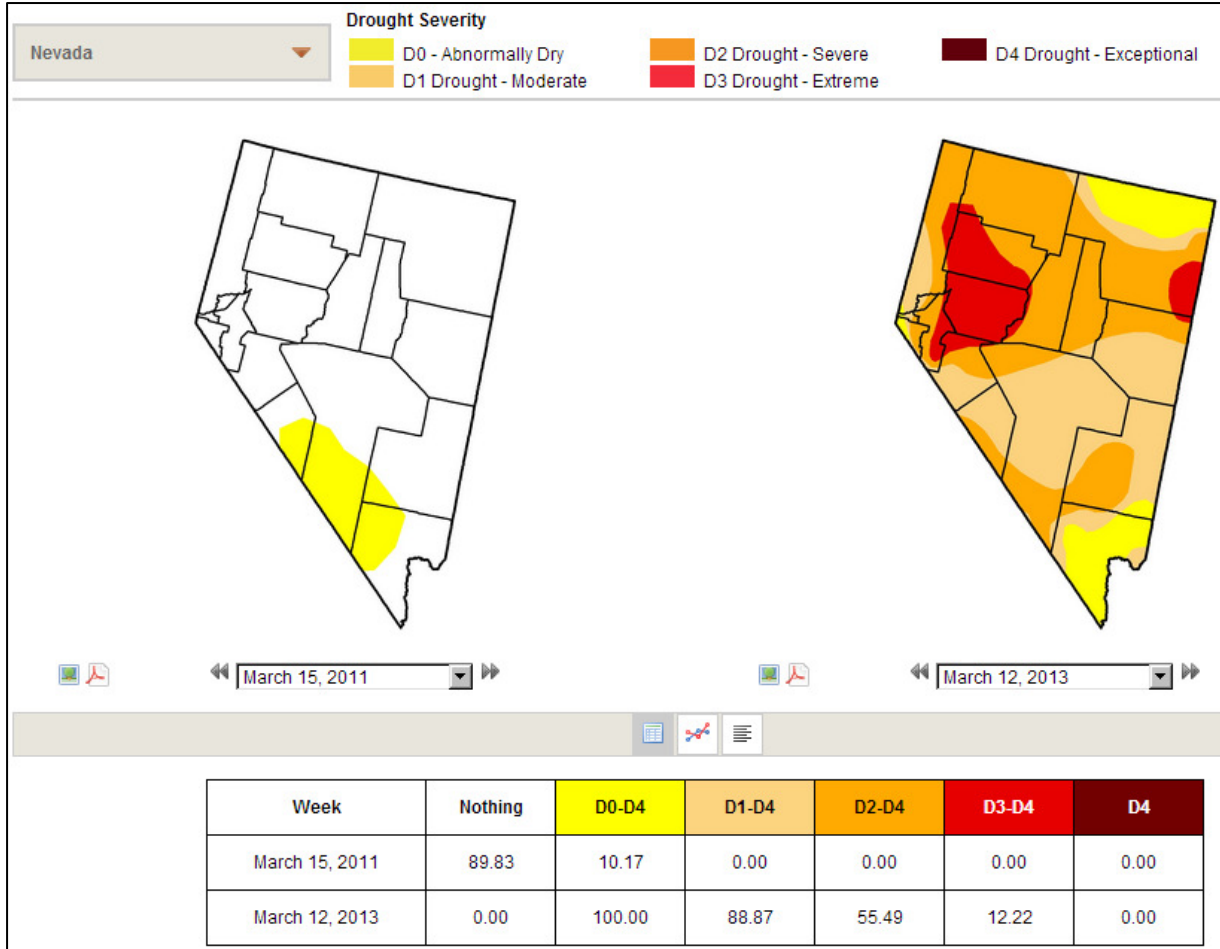 Drought Severity
Nevada
D0 - Abnormally Dry
D2 Drought - Severe
D4 Drought - Exceptional
D1 Drought - Moderate
D3 Drought - Extreme
March 15, 2011
March 12, 2013
Week Nothing D0-D4 D1-D4 D2-D4 D3-D4 D4
March 15, 2011 89.83 10.17 0.00 0.00 0.00 0.00
March 12, 2013 0.00 100.00 88.87 55.49 12.22 0.00